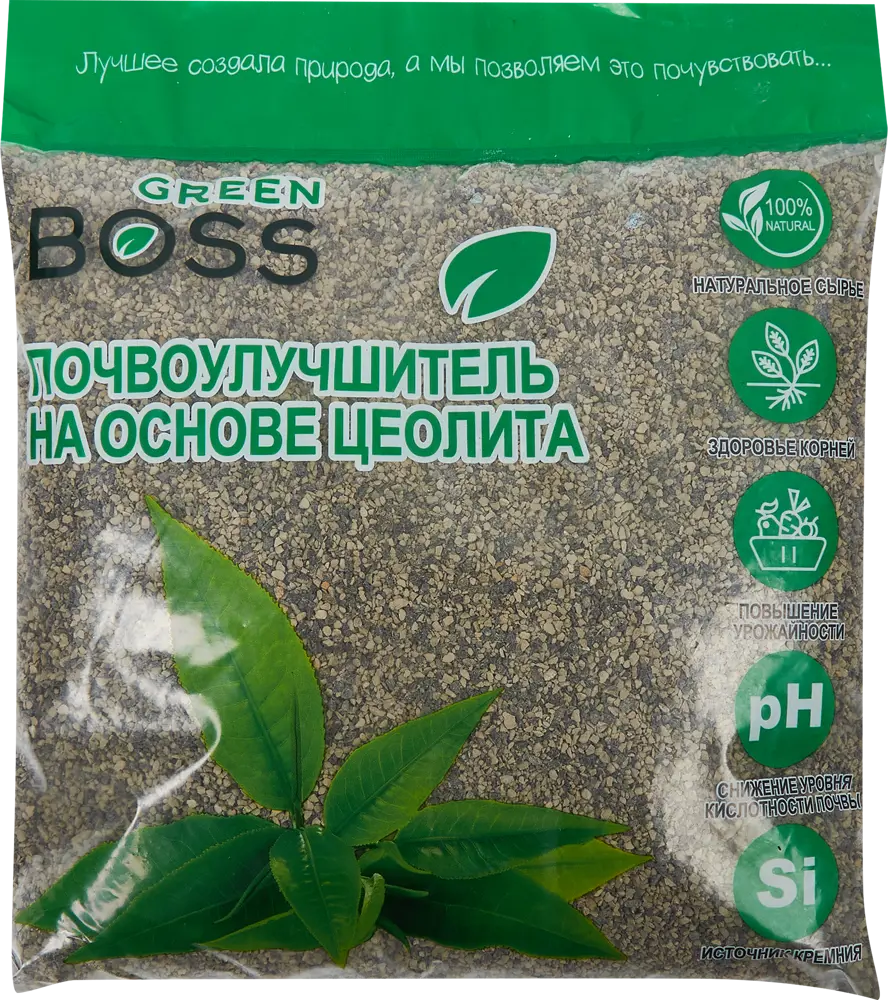 Лучшее создала природа, а мы позволяем это почувствовать...
GREEN
BOSS
ПОЧВОУЛУЧШИТЕЛЬ
НА ОСНОВЕ ЦЕОЛИТА
100%
NATURAL
НАТУРАЛЬНОЕ СЫРЬЕ
ЗДОРОВЬЕ КОРНЕЙ
ПОВЫШЕНИЕ
УРОЖАЙНОСТИ
pH
СНИЖЕНИЕ УРОВНЯ
КИСЛОТНОСТИ ПОЧВЫ
Si
ИСТОЧНИК КРЕМНИЯ